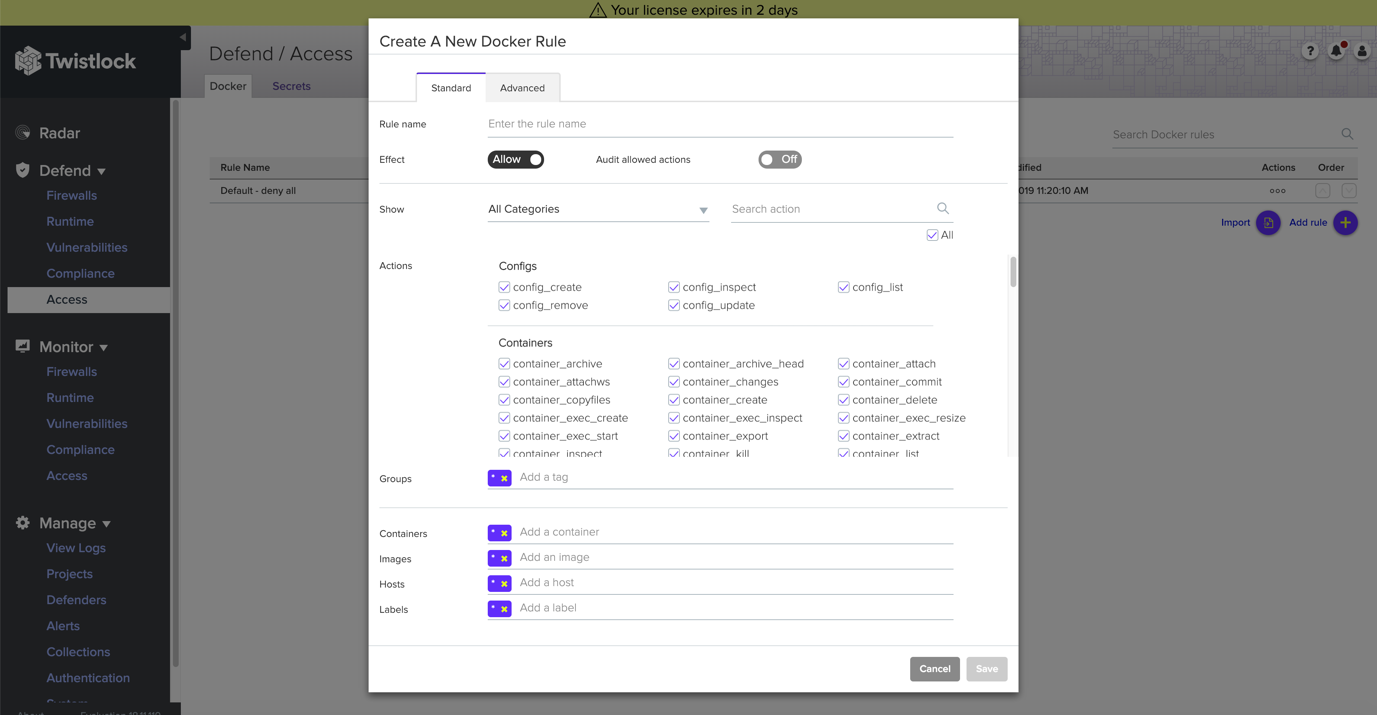 Your license expires in 2 days
Twistlock
Defend / Access
Docker
Secrets
Radar
Defend
Firewalls
Runtime
Vulnerabilities
Compliance
Access
Monitor
Firewalls
Runtime
Vulnerabilities
Compliance
Access
Manage
View Logs
Projects
Defenders
Alerts
Collections
Authentication
System
About Evaluation
Rule Name
Default - deny all
Create A New Docker Rule
Standard
Advanced
Rule name Enter the rule name
Effect Allow Audit allowed actions Off
Show All Categories Search action
All
Actions
Configs
config_create config_inspect config_list
config_remove config_update
Containers
container_archive container_archive_head container_attach
container_attachws container_changes container_commit
container_copyfiles container_create container_delete
container_exec_create container_exec_inspect container_exec_resize
container_exec_start container_export container_extract
container_inspect container_kill container_list
Groups * Add a tag
Containers * Add a container
Images * Add an image
Hosts * Add a host
Labels * Add a label
Cancel Save
?
Search Docker rules
dified Actions Order
019 11:20:10 AM
Import Add rule